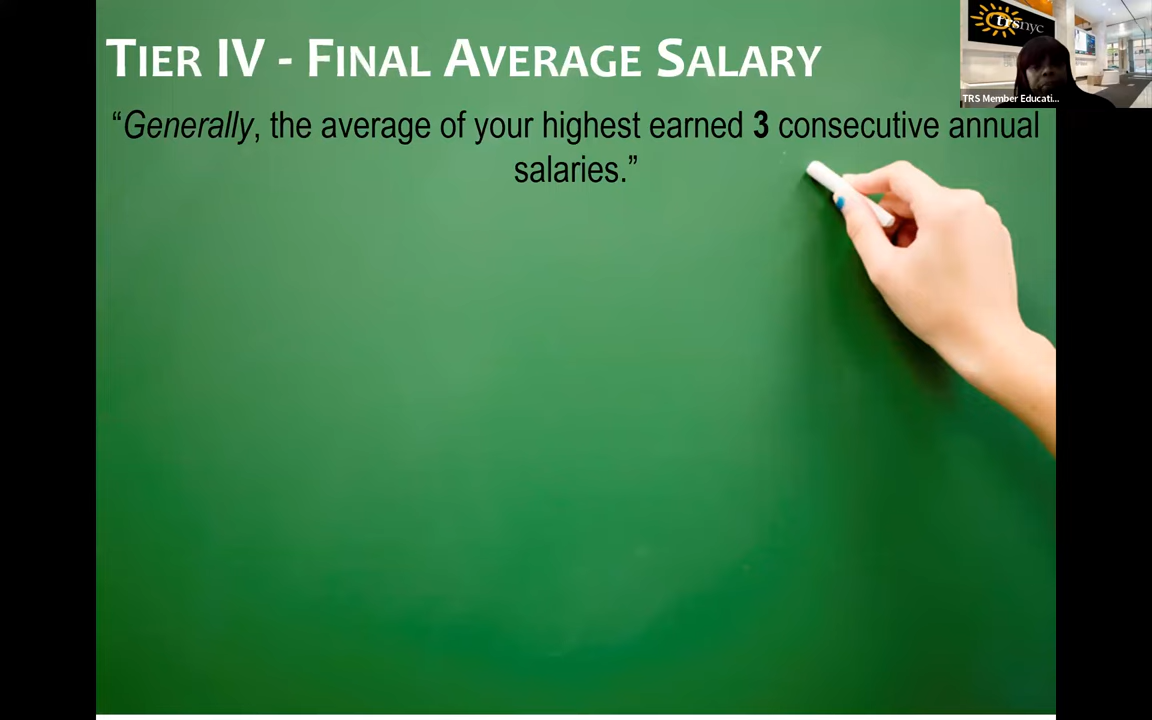 TIER IV - FINAL AVERAGE SALARY
“Generally, the average of your highest earned 3 consecutive annual
salaries.”
trsnyc
TRS Member Educati...